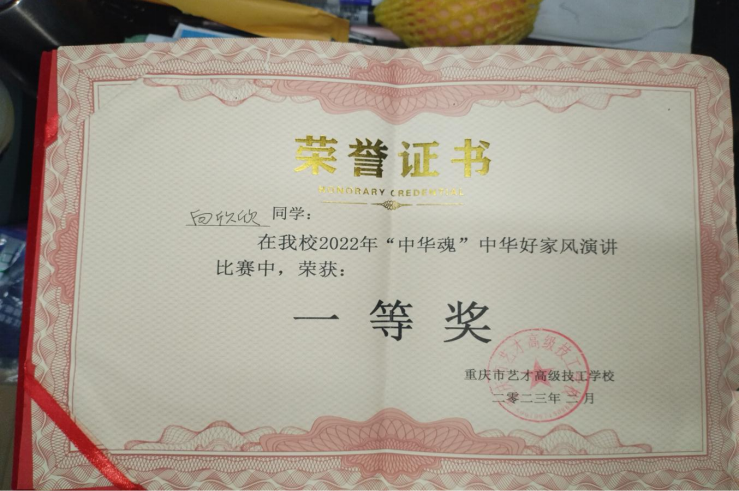 荣誉证书
HONORARY CREDENTIAL
向欣欣 同学:
在我校2022年“中华魂”中华好家风演讲
比赛中,荣获:
一等奖
重庆市艺才高级技工学校
二零二三年二月